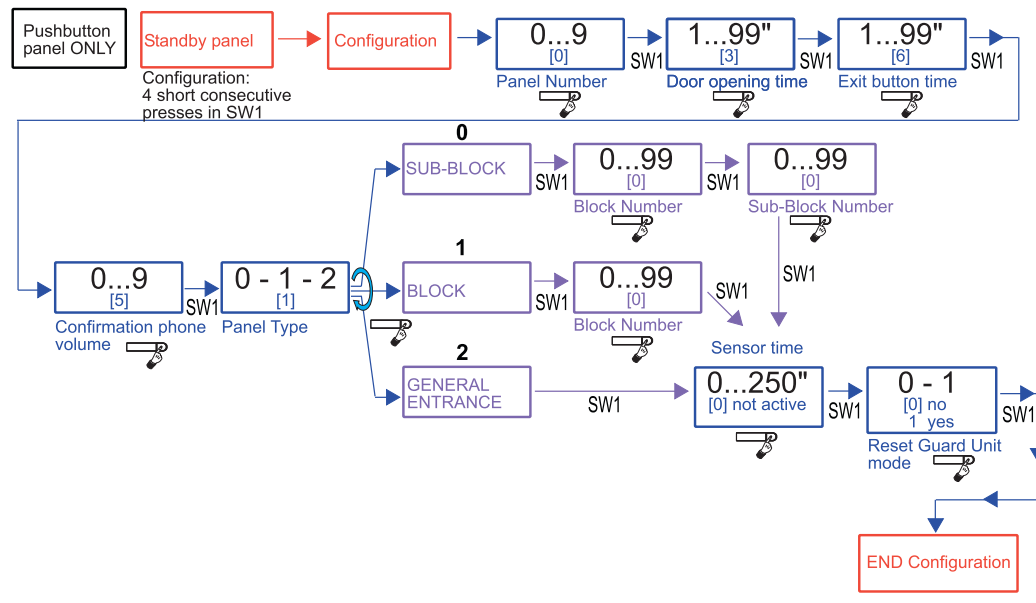 Pushbutton
panel ONLY
Standby panel
Configuration
Configuration:
4 short consecutive
presses in SW1
0...9
[0]
Panel Number
SW1
1...99"
[3]
Door opening time
SW1
1...99"
[6]
Exit button time
SW1
0...9
[5]
Confirmation phone
volume
SW1
0 - 1 - 2
[1]
Panel Type
0
SUB-BLOCK
SW1
0...99
[0]
Block Number
SW1
0...99
[0]
Sub-Block Number
SW1
1
BLOCK
SW1
0...99
[0]
Block Number
SW1
2
GENERAL
ENTRANCE
SW1
Sensor time
0...250"
[0] not active
SW1
0 - 1
[0] no
1 yes
Reset Guard Unit
mode
SW1
END Configuration